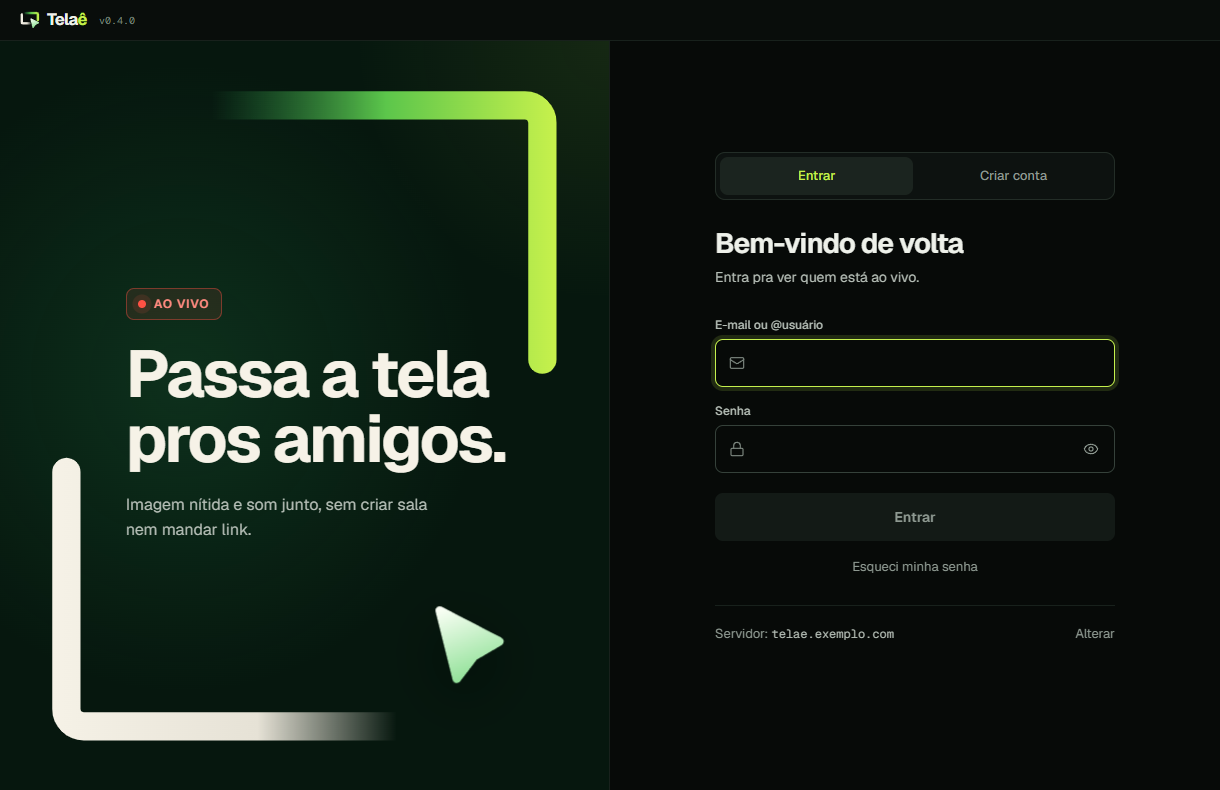 Telaê v0.4.0
AO VIVO
Passa a tela
pros amigos.
Imagem nítida e som junto, sem criar sala
nem mandar link.
Entrar
Criar conta
Bem-vindo de volta
Entra pra ver quem está ao vivo.
E-mail ou @usuário
Senha
Entrar
Esqueci minha senha
Servidor: telae.exemplo.com
Alterar